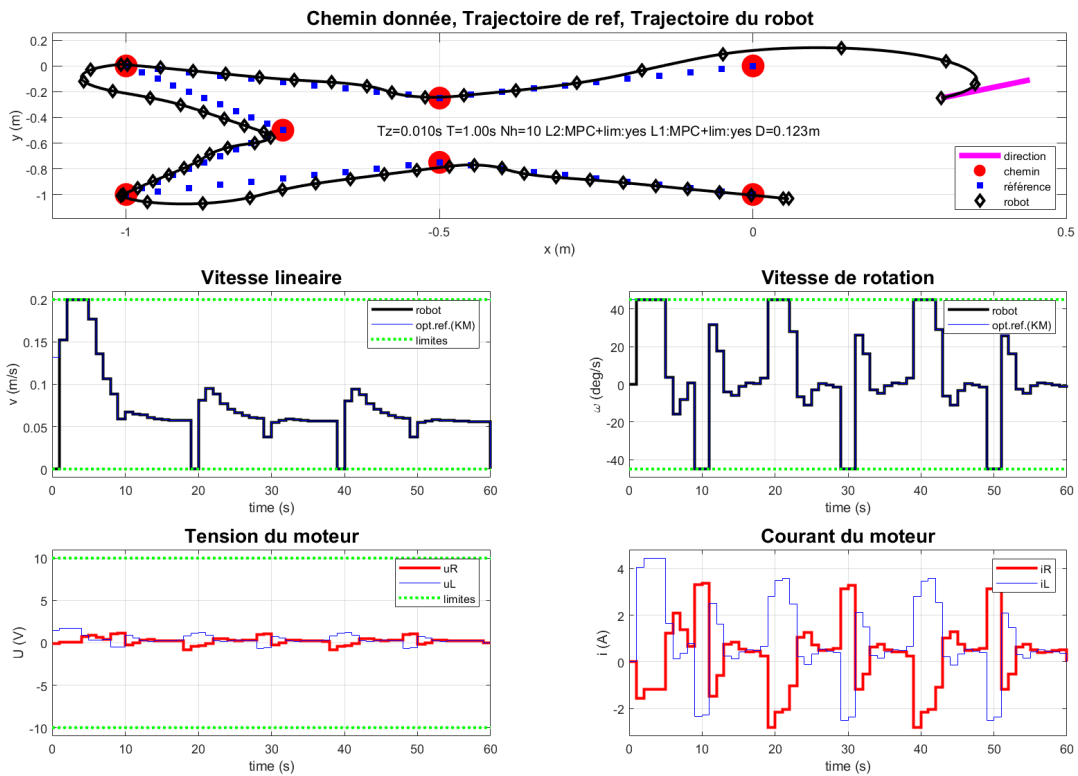 Chemin donnée, Trajectoire de ref, Trajectoire du robot
0.2
0
-0.2
-0.4
-0.6
-0.8
-1
y (m)
Tz=0.010s T=1.00s Nh=10 L2:MPC+lim:yes L1:MPC+lim:yes D=0.123m
direction
chemin
référence
robot
-1
-0.5
0
0.5
x (m)
Vitesse lineaire
0.2
0.15
0.1
0.05
0
v (m/s)
robot
opt.ref.(KM)
limites
0
10
20
30
40
50
60
time (s)
Vitesse de rotation
40
20
0
-20
-40
ω (deg/s)
robot
opt.ref.(KM)
0
10
20
30
40
50
60
time (s)
Tension du moteur
10
5
0
-5
-10
U (V)
uR
uL
limites
0
10
20
30
40
50
60
time (s)
Courant du moteur
4
2
0
-2
i (A)
iR
iL
0
10
20
30
40
50
60
time (s)